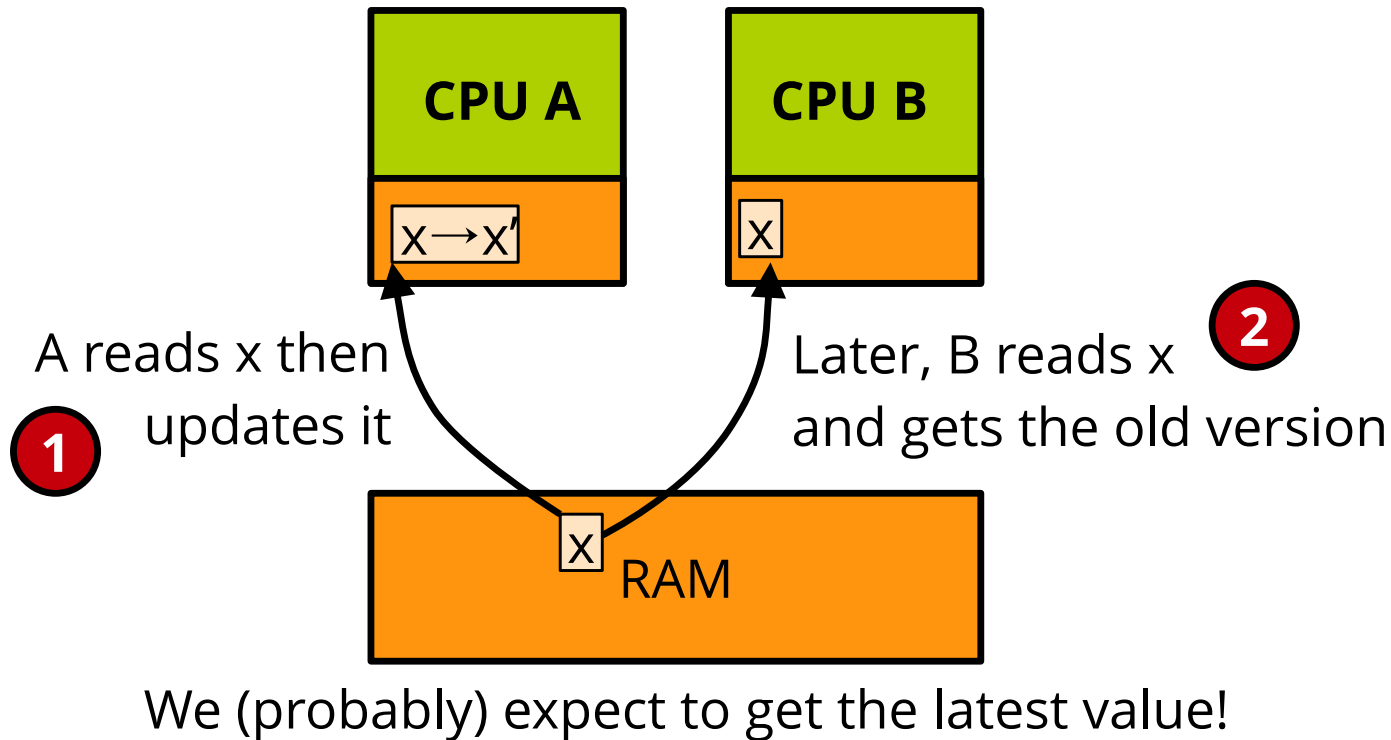 CPU A
CPU B
x→x′
x
A reads x then
updates it
1
Later, B reads x
and gets the old version
2
x
RAM
We (probably) expect to get the latest value!